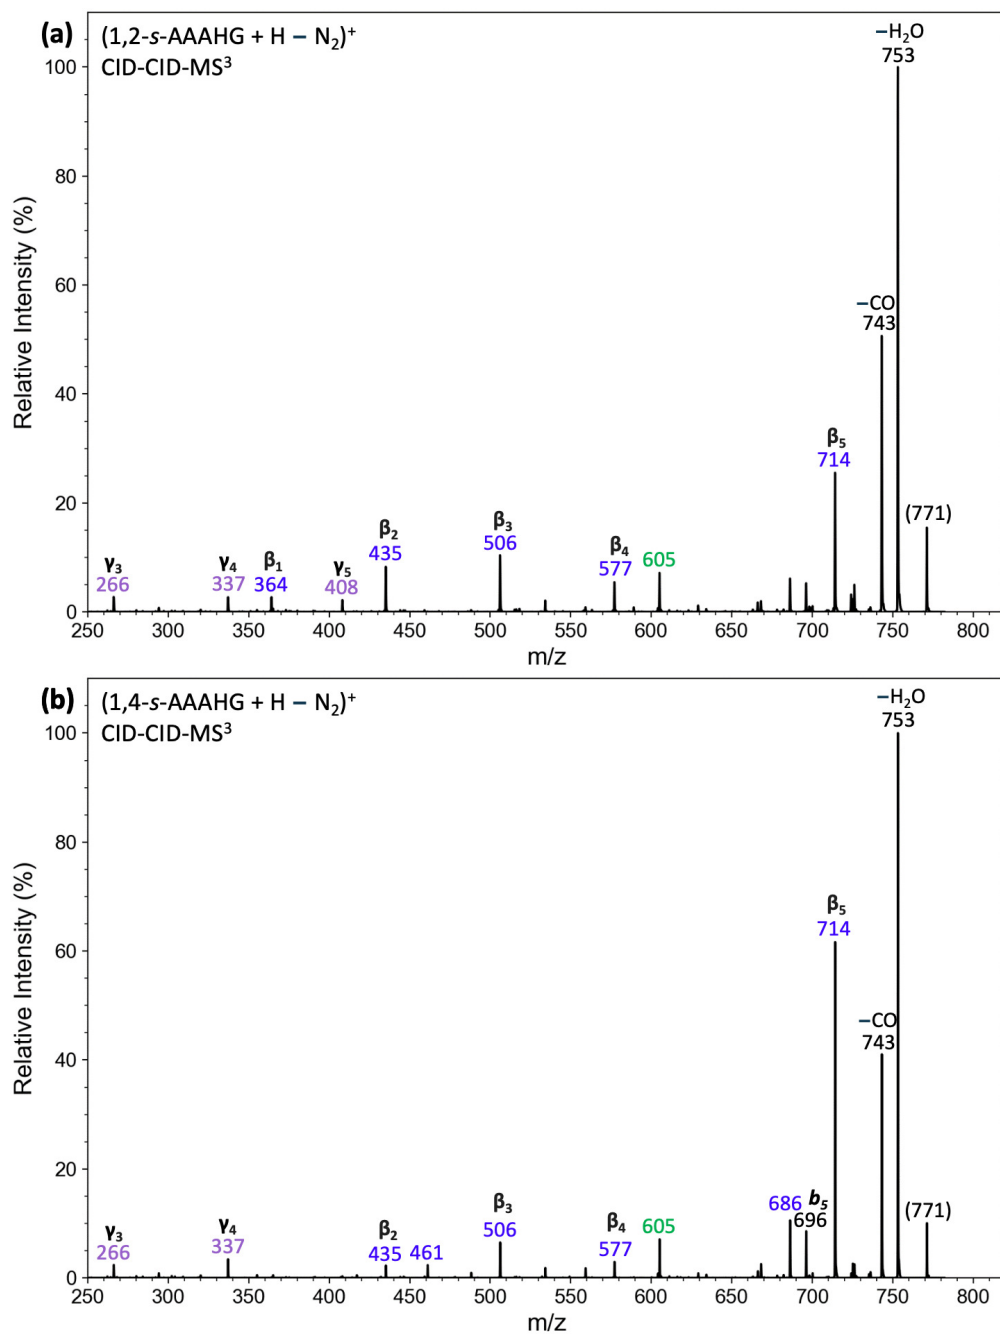 (a) (1,2-s-AAAHG + H – N₂)⁺
CID-CID-MS³
–H₂O
753
–CO
743
β₅
714
(771)
γ₃
266
γ₄
337
β₁
364
γ₅
408
β₂
435
β₃
506
β₄
577
605
100
80
60
40
20
0
Relative Intensity (%)
250 300 350 400 450 500 550 600 650 700 750 800
m/z
(b) (1,4-s-AAAHG + H – N₂)⁺
CID-CID-MS³
–H₂O
753
β₅
714
–CO
743
686
b₅
696
(771)
γ₃
266
γ₄
337
β₂
435
461
β₃
506
β₄
577
605
100
80
60
40
20
0
Relative Intensity (%)
250 300 350 400 450 500 550 600 650 700 750 800
m/z